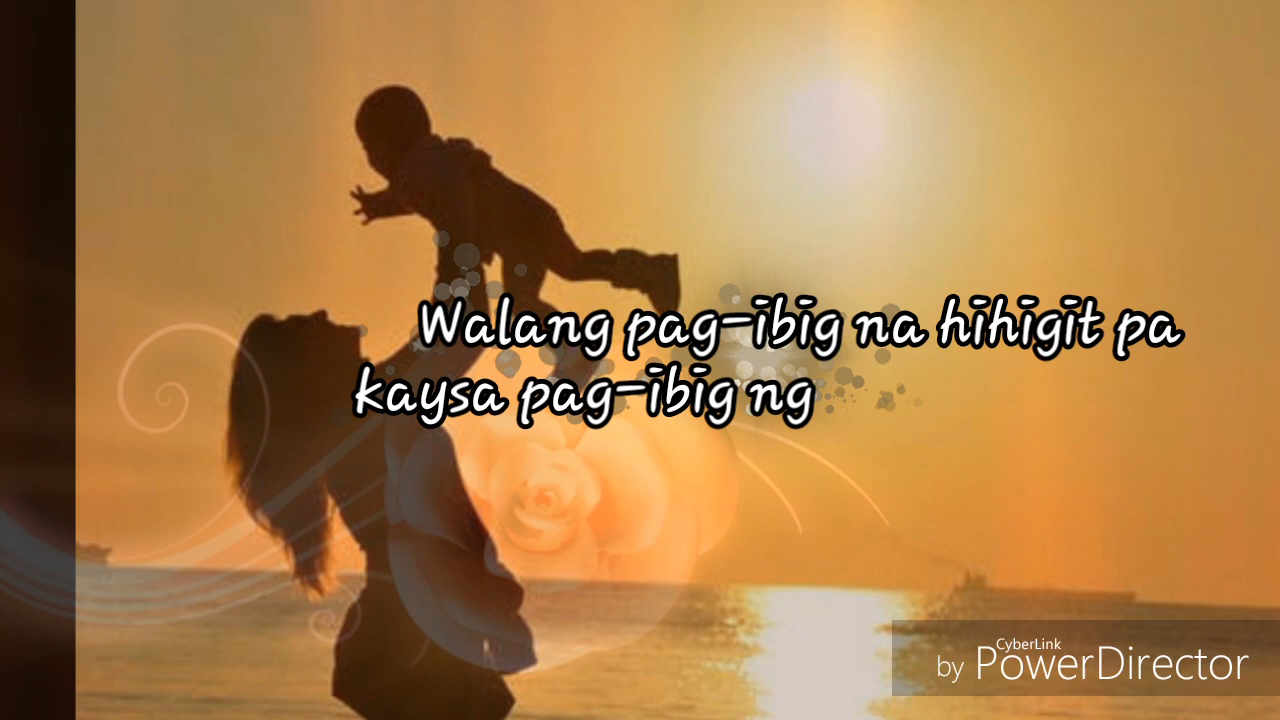 Walang pag-ibig na hihigit pa
kaysa pag-ibig ng
CyberLink
by PowerDirector